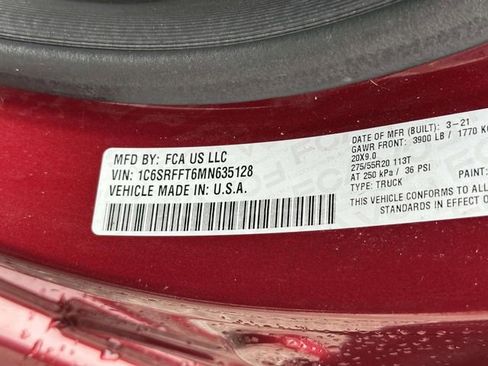 MFD BY: FCA US LLC
VIN: 1C6SRFFT6MN635128
VEHICLE MADE IN U.S.A.
DATE OF MFR (BUILT): 3-21
GAWR FRONT: 3900 LB / 1770 KG
20X9.0
275/55R20 113T
AT 250 kPa / 36 PSI
TYPE: TRUCK
PAINT:
THIS VEHICLE CONFORMS TO ALL
STANDARDS IN EFFECT O